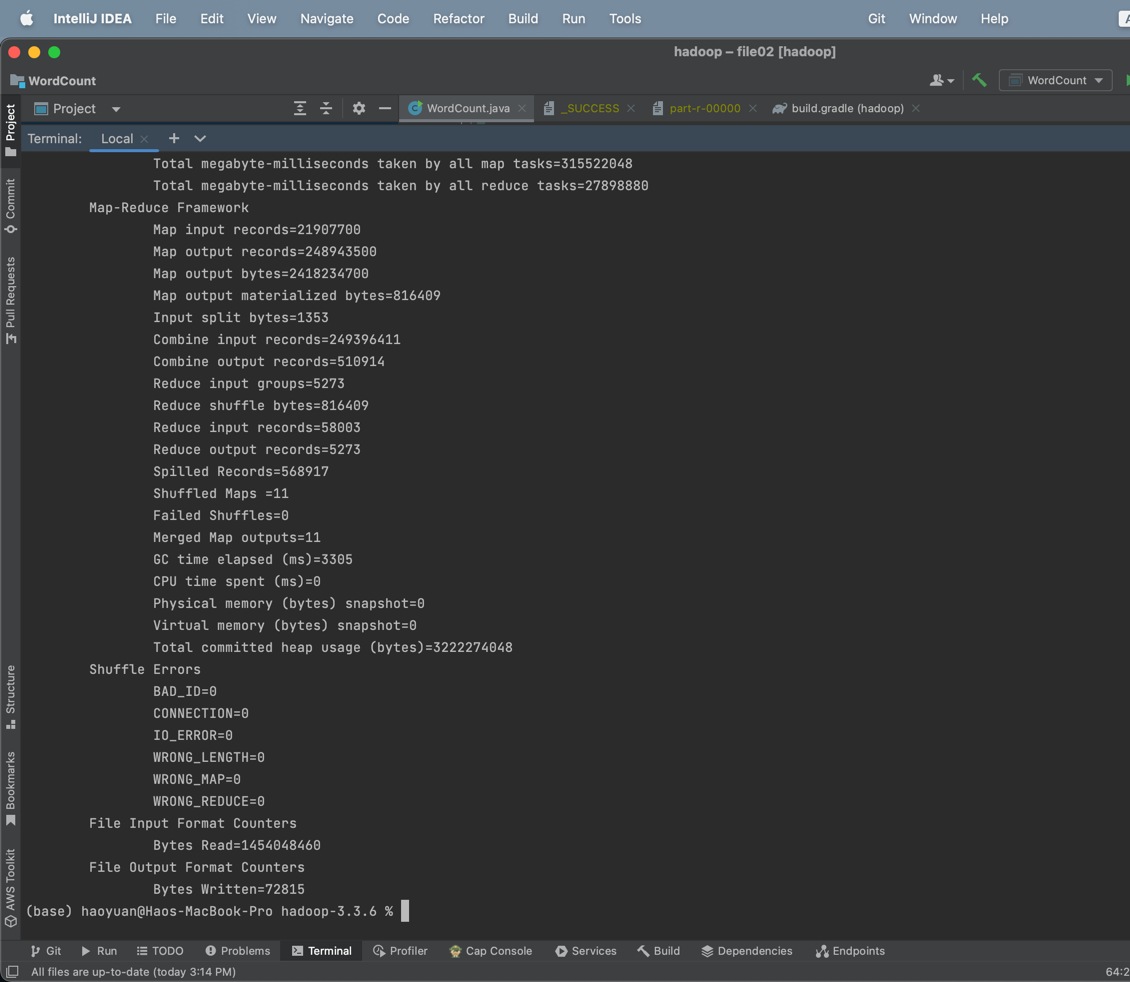 IntelliJ IDEA File Edit View Navigate Code Refactor Build Run Tools Git Window Help
hadoop – file02 [hadoop]
WordCount WordCount
Project WordCount.java _SUCCESS part-r-00000 build.gradle (hadoop)
Terminal: Local
Total megabyte-milliseconds taken by all map tasks=315522048
Total megabyte-milliseconds taken by all reduce tasks=27898880
Map-Reduce Framework
Map input records=21907700
Map output records=248943500
Map output bytes=2418234700
Map output materialized bytes=816409
Input split bytes=1353
Combine input records=249396411
Combine output records=510914
Reduce input groups=5273
Reduce shuffle bytes=816409
Reduce input records=58003
Reduce output records=5273
Spilled Records=568917
Shuffled Maps =11
Failed Shuffles=0
Merged Map outputs=11
GC time elapsed (ms)=3305
CPU time spent (ms)=0
Physical memory (bytes) snapshot=0
Virtual memory (bytes) snapshot=0
Total committed heap usage (bytes)=3222274048
Shuffle Errors
BAD_ID=0
CONNECTION=0
IO_ERROR=0
WRONG_LENGTH=0
WRONG_MAP=0
WRONG_REDUCE=0
File Input Format Counters
Bytes Read=1454048460
File Output Format Counters
Bytes Written=72815
(base) haoyuan@Haos-MacBook-Pro hadoop-3.3.6 %
Project
Commit
Pull Requests
Structure
Bookmarks
AWS Toolkit
Git Run TODO Problems Terminal Profiler Cap Console Services Build Dependencies Endpoints
All files are up-to-date (today 3:14 PM) 64:2